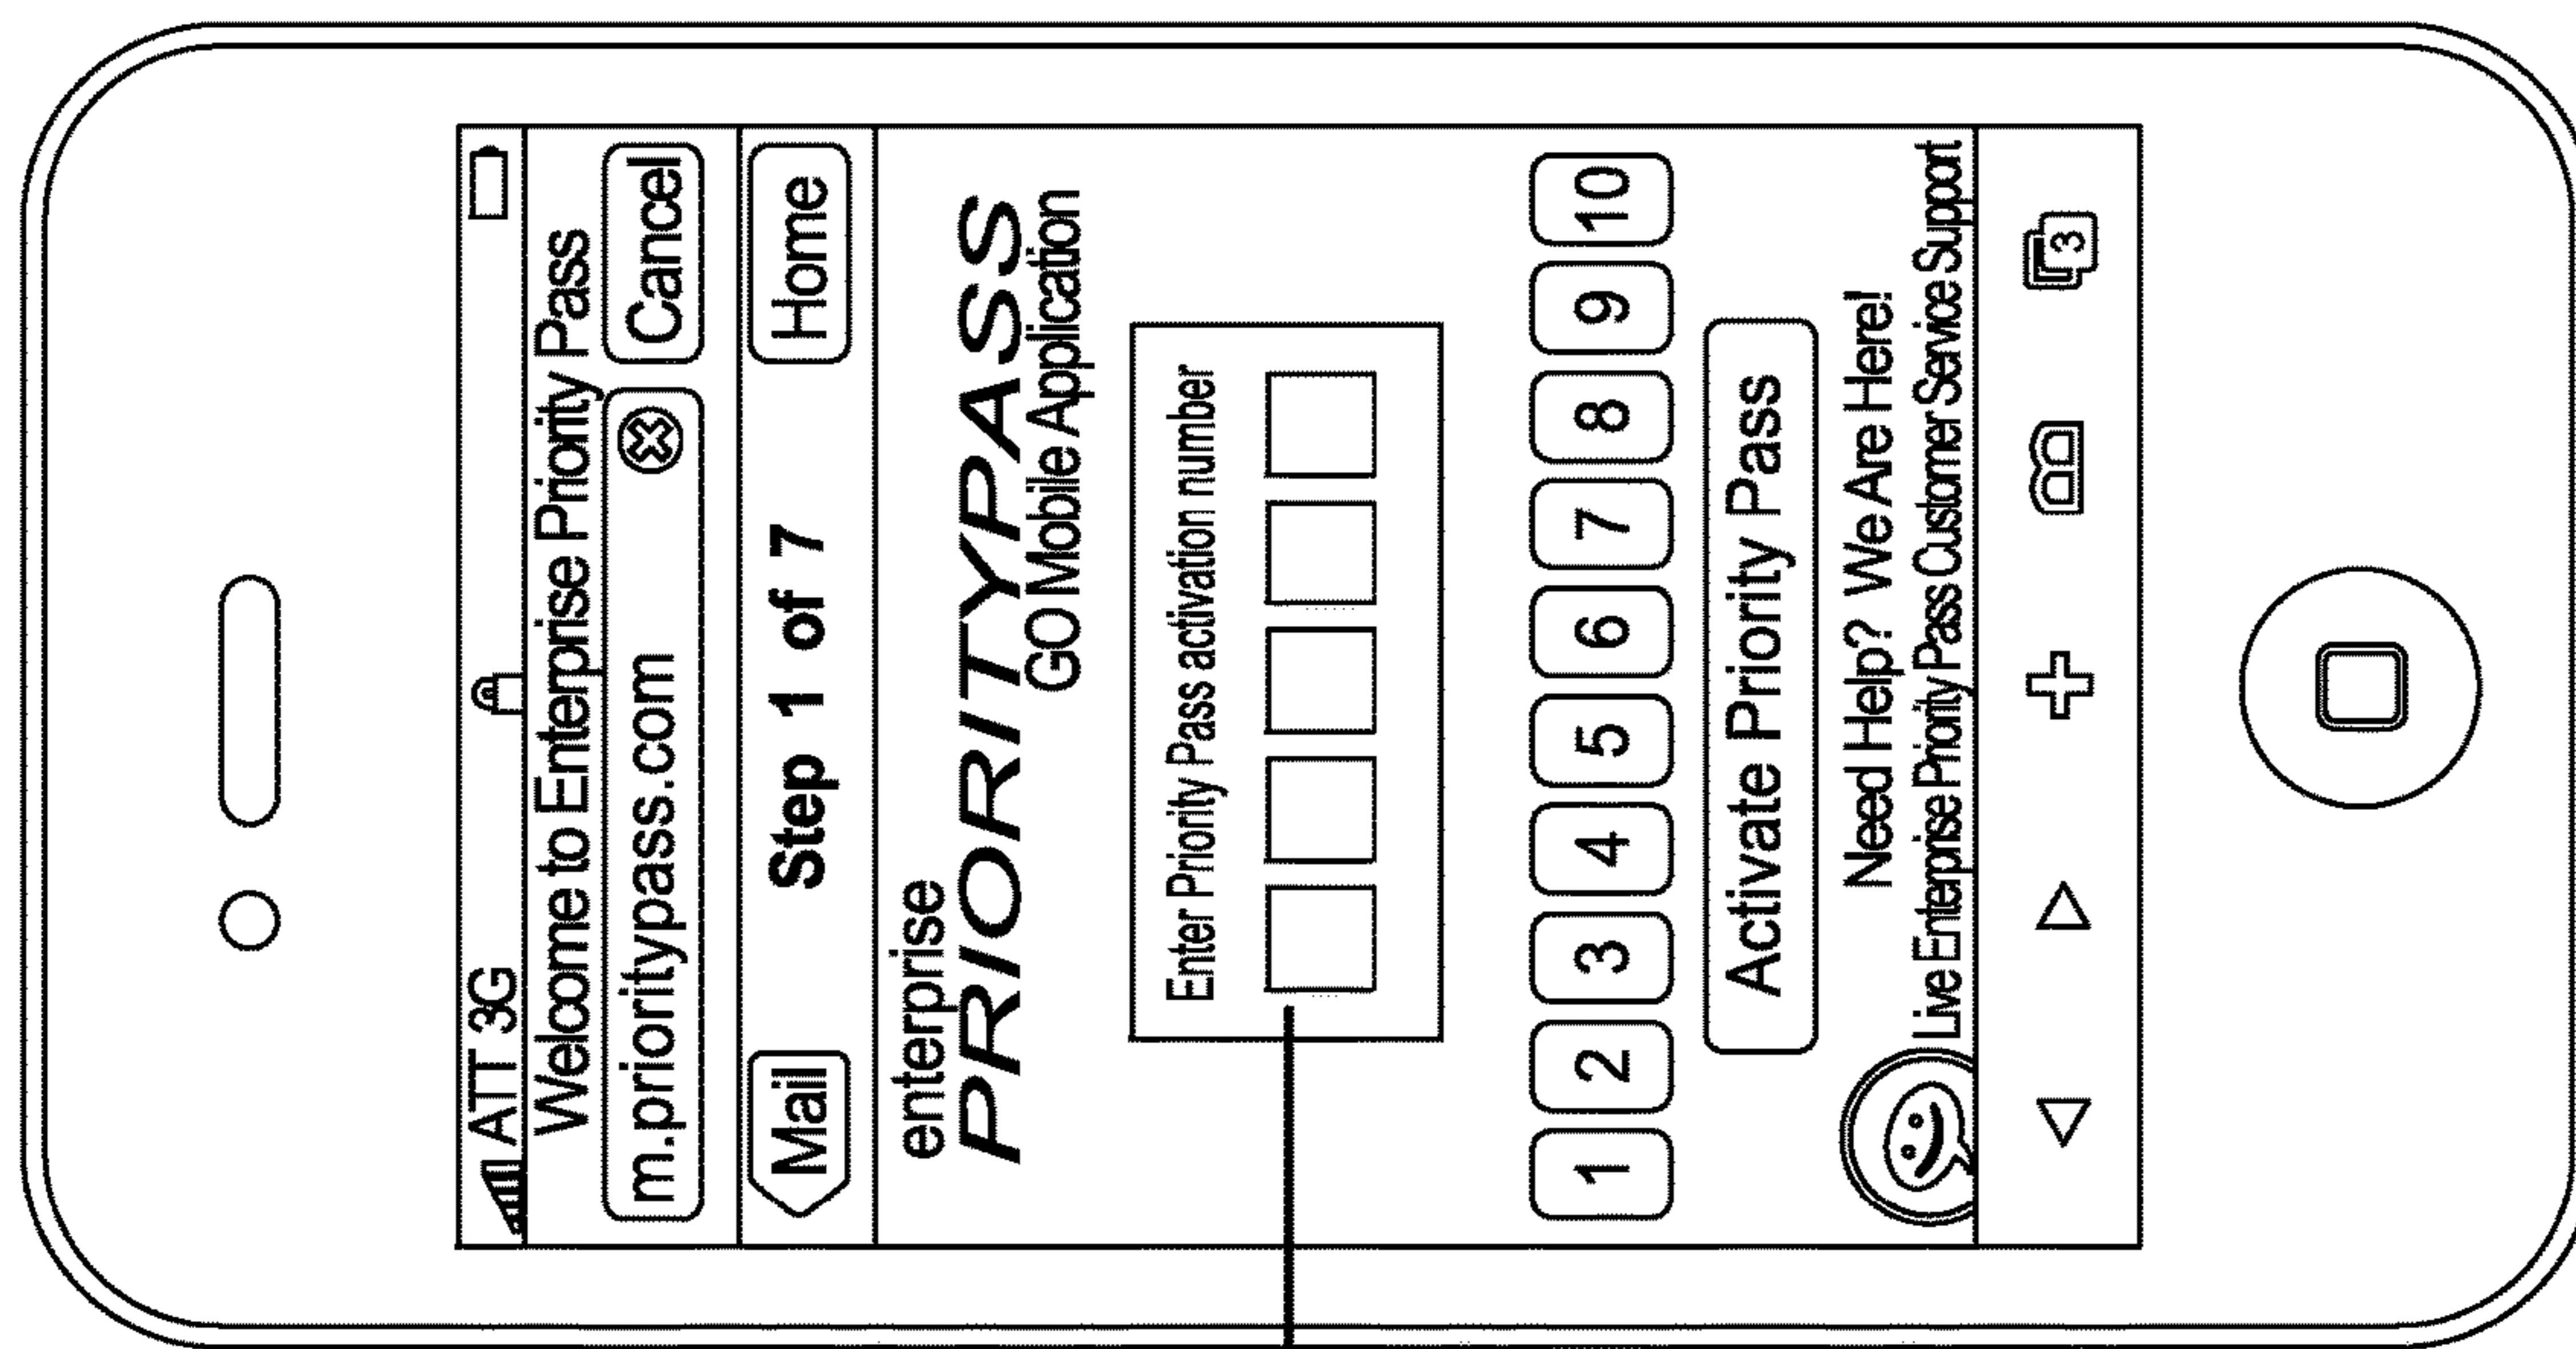 ATT 3G
Welcome to Enterprise Priority Pass
m.prioritypass.com Cancel
Mail Step 1 of 7 Home
enterprise
PRIORITYPASS
GO Mobile Application
Enter Priority Pass activation number
1 2 3 4 5 6 7 8 9 10
Activate Priority Pass
Need Help? We Are Here!
Live Enterprise Priority Pass Customer Service Support
3